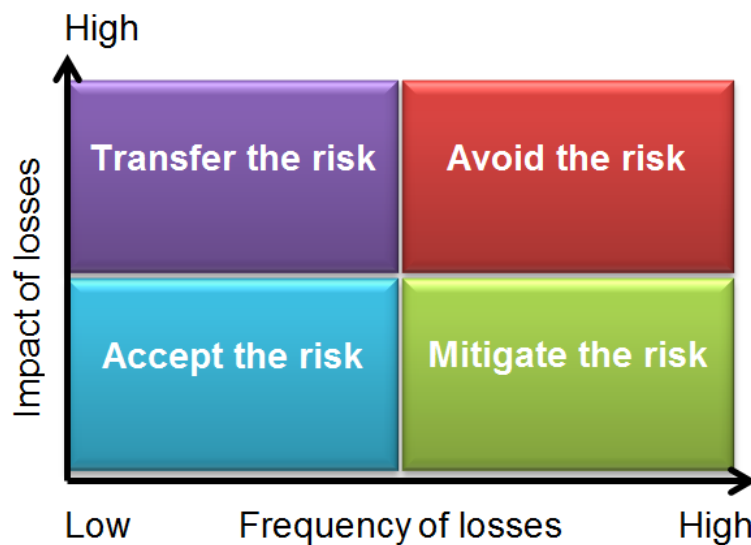 High
Transfer the risk
Avoid the risk
Impact of losses
Accept the risk
Mitigate the risk
Low
Frequency of losses
High